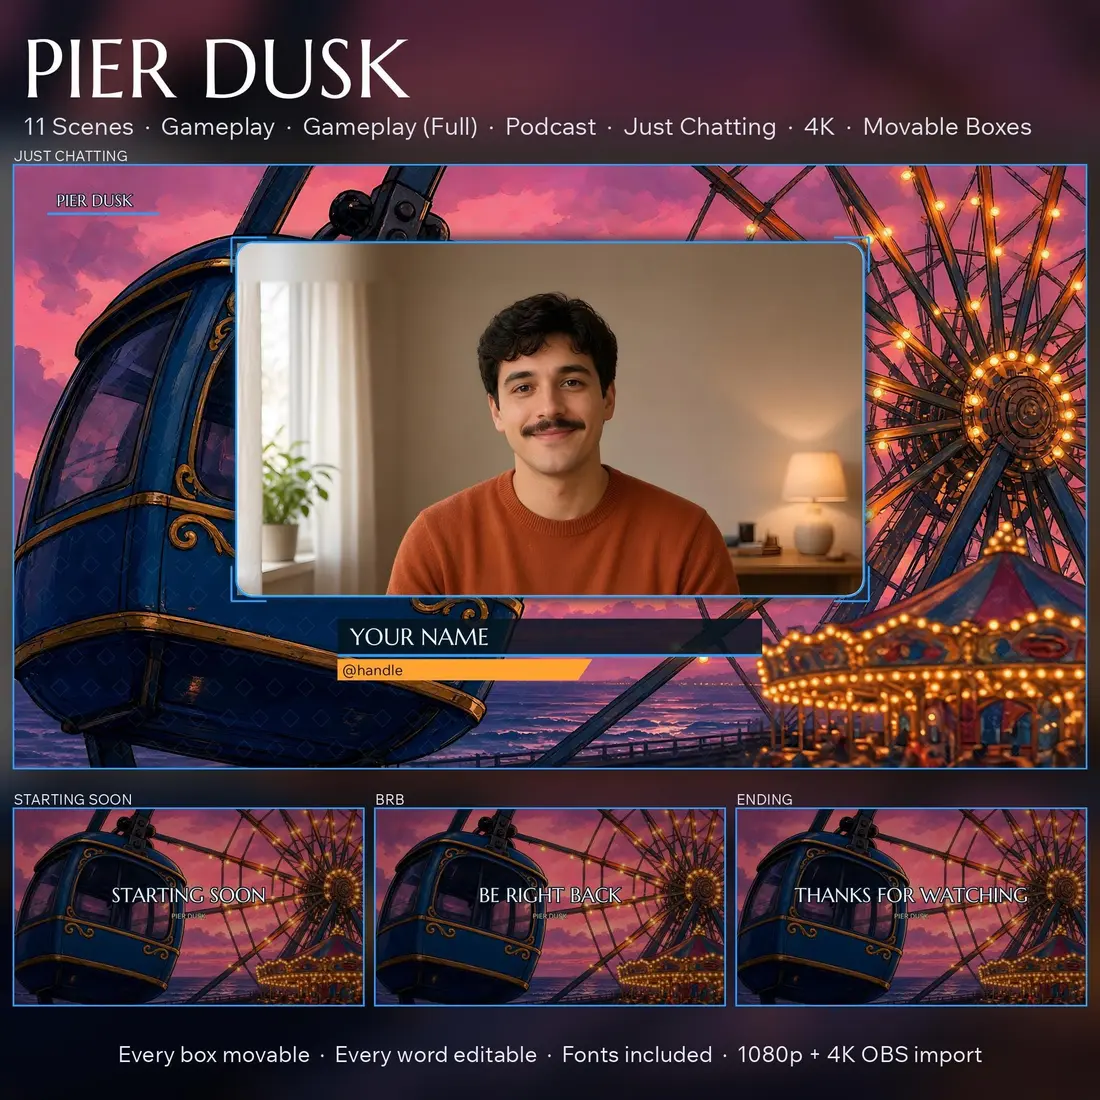 PIER DUSK
11 Scenes · Gameplay · Gameplay (Full) · Podcast · Just Chatting · 4K · Movable Boxes
JUST CHATTING
PIER DUSK
YOUR NAME
@handle
STARTING SOON
STARTING SOON
PIER DUSK
BRB
BE RIGHT BACK
PIER DUSK
ENDING
THANKS FOR WATCHING
PIER DUSK
Every box movable · Every word editable · Fonts included · 1080p + 4K OBS import